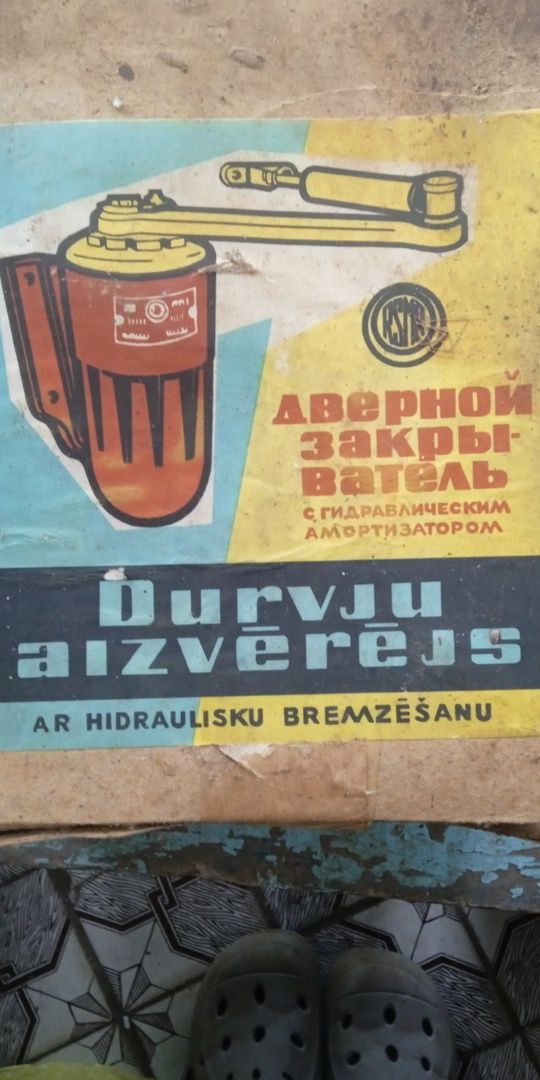 дверной
закры-
ватель
с гидравлическим
амортизатором
Durvju
aizvērējs
AR HIDRAULISKU BREMZĒŠANU